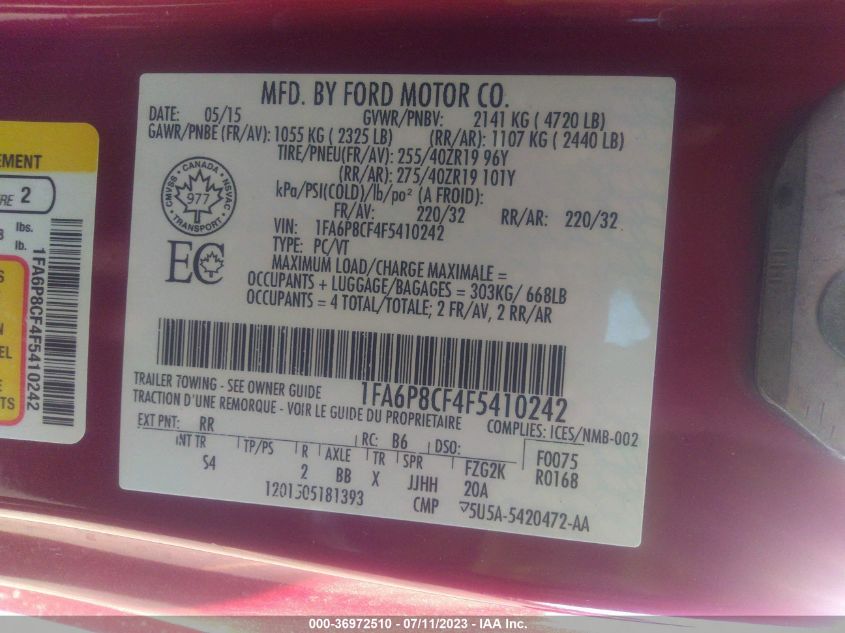 MFD. BY FORD MOTOR CO.
DATE: 05/15 GVWR/PNBV: 2141 KG ( 4720 LB)
GAWR/PNBE (FR/AV): 1055 KG ( 2325 LB) (RR/AR): 1107 KG ( 2440 LB)
TIRE/PNEU(FR/AV): 255/40ZR19 96Y
(RR/AR): 275/40ZR19 101Y
kPa/PSI(COLD)/lb/po² (A FROID):
FR/AV: 220/32 RR/AR: 220/32
VIN: 1FA6P8CF4F5410242
TYPE: PC/VT
MAXIMUM LOAD/CHARGE MAXIMALE =
OCCUPANTS + LUGGAGE/BAGAGES = 303KG/ 668LB
OCCUPANTS = 4 TOTAL/TOTALE; 2 FR/AV, 2 RR/AR
CANADA
CMVSS NSVAC
977
TRANSPORT
EC
1FA6P8CF4F5410242
TRAILER TOWING - SEE OWNER GUIDE
TRACTION D'UNE REMORQUE - VOIR LE GUIDE DU PROPRIETAIRE
COMPLIES: ICES/NMB-002
EXT PNT: RR RC: B6 DSO: F0075
INT TR TP/PS R AXLE TR SPR FZG2K R0168
S4 2 BB X JJHH 20A
1201505181393 CMP 5U5A-5420472-AA
EMENT
2
lbs.
lb.
1FA6P8CF4F5410242
000-36972510 / 07/11/2023 - IAA Inc.